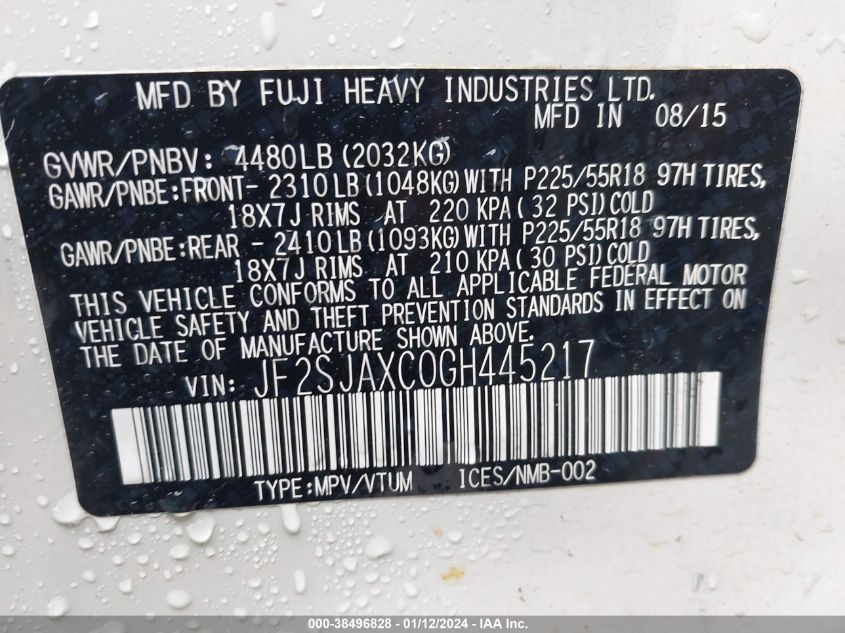 MFD BY FUJI HEAVY INDUSTRIES LTD.
MFD IN 08/15
GVWR/PNBV: 4480LB (2032KG)
GAWR/PNBE:FRONT- 2310LB(1048KG)WITH P225/55R18 97H TIRES,
18X7J RIMS AT 220 KPA( 32 PSI)COLD
GAWR/PNBE:REAR - 2410LB(1093KG)WITH P225/55R18 97H TIRES,
18X7J RIMS AT 210 KPA(30 PSI)COLD
THIS VEHICLE CONFORMS TO ALL APPLICABLE FEDERAL MOTOR
VEHICLE SAFETY AND THEFT PREVENTION STANDARDS IN EFFECT ON
THE DATE OF MANUFACTURE SHOWN ABOVE.
VIN: JF2SJAXC0GH445217
TYPE:MPV/VTUM ICES/NMB-002
000-38496828 - 01/12/2024 - IAA Inc.